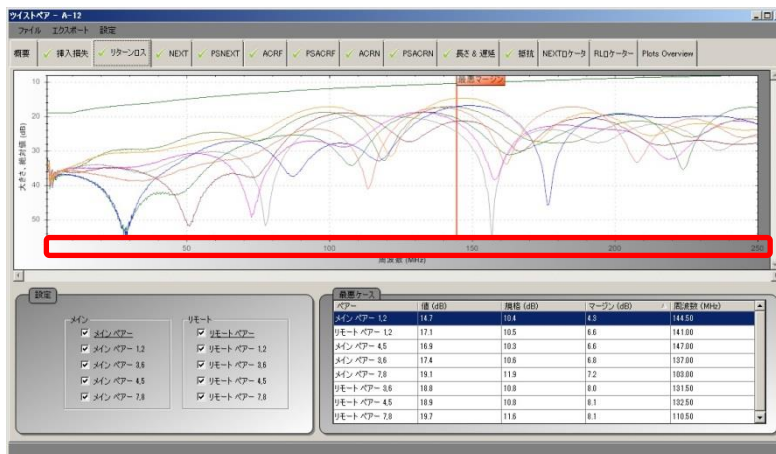 ツイストペア - A-12
ファイル エクスポート 設定
概要 挿入損失 リターンロス NEXT PSNEXT ACRF PSACRF ACRN PSACRN 長さ & 遅延 抵抗 NEXTロケータ RLロケーター Plots Overview
最悪マージン
10
20
30
40
50
大きさ、絶対値 (dB)
50 100 150 200 250
周波数 (MHz)
設定
メイン リモート
メイン ペアー リモート ペアー
メイン ペアー 1,2 リモート ペアー 1,2
メイン ペアー 3,6 リモート ペアー 3,6
メイン ペアー 4,5 リモート ペアー 4,5
メイン ペアー 7,8 リモート ペアー 7,8
最悪ケース
ペアー 値 (dB) 規格 (dB) マージン (dB) 周波数 (MHz)
メイン ペアー 1,2 14.7 10.4 4.3 144.50
リモート ペアー 1,2 17.1 10.5 6.6 141.00
メイン ペアー 4,5 16.9 10.3 6.6 147.00
メイン ペアー 3,6 17.4 10.6 6.8 137.00
メイン ペアー 7,8 19.1 11.9 7.2 103.00
リモート ペアー 3,6 18.8 10.8 8.0 131.50
リモート ペアー 4,5 18.9 10.8 8.1 132.50
リモート ペアー 7,8 19.7 11.6 8.1 110.50